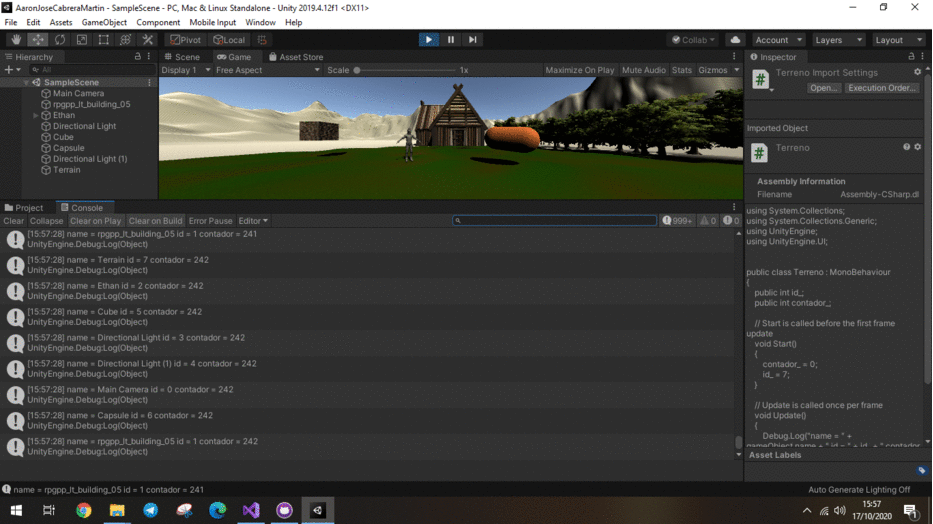 AaronJoseCabreraMartin - SampleScene - PC, Mac & Linux Standalone - Unity 2019.4.12f1 <DX11>
File Edit Assets GameObject Component Mobile Input Window Help
Pivot Local Collab Account Layers Layout
Hierarchy
All
SampleScene
Main Camera
rpgpp_lt_building_05
Ethan
Directional Light
Cube
Capsule
Directional Light (1)
Terrain
Scene Game Asset Store
Display 1 Free Aspect Scale 1x Maximize On Play Mute Audio Stats Gizmos
Project Console
Clear Collapse Clear on Play Clear on Build Error Pause Editor 999+ 0 0
[15:57:28] name = rpgpp_lt_building_05 id = 1 contador = 241
UnityEngine.Debug:Log(Object)
[15:57:28] name = Terrain id = 7 contador = 242
UnityEngine.Debug:Log(Object)
[15:57:28] name = Ethan id = 2 contador = 242
UnityEngine.Debug:Log(Object)
[15:57:28] name = Cube id = 5 contador = 242
UnityEngine.Debug:Log(Object)
[15:57:28] name = Directional Light id = 3 contador = 242
UnityEngine.Debug:Log(Object)
[15:57:28] name = Directional Light (1) id = 4 contador = 242
UnityEngine.Debug:Log(Object)
[15:57:28] name = Main Camera id = 0 contador = 242
UnityEngine.Debug:Log(Object)
[15:57:28] name = Capsule id = 6 contador = 242
UnityEngine.Debug:Log(Object)
[15:57:28] name = rpgpp_lt_building_05 id = 1 contador = 242
UnityEngine.Debug:Log(Object)
name = rpgpp_lt_building_05 id = 1 contador = 241
Inspector
Terreno Import Settings
Open... Execution Order...
Imported Object
Terreno
Assembly Information
Filename Assembly-CSharp.dl
using System.Collections;
using System.Collections.Generic;
using UnityEngine;
using UnityEngine.UI;
public class Terreno : MonoBehaviour
{
public int id_;
public int contador_;
// Start is called before the first frame
update
void Start()
{
contador_ = 0;
id_ = 7;
}
// Update is called once per frame
void Update()
{
Debug.Log("name = " +
gameObject.name + " id = " + id_ + " contador
Asset Labels
Auto Generate Lighting Off
15:57
17/10/2020
1